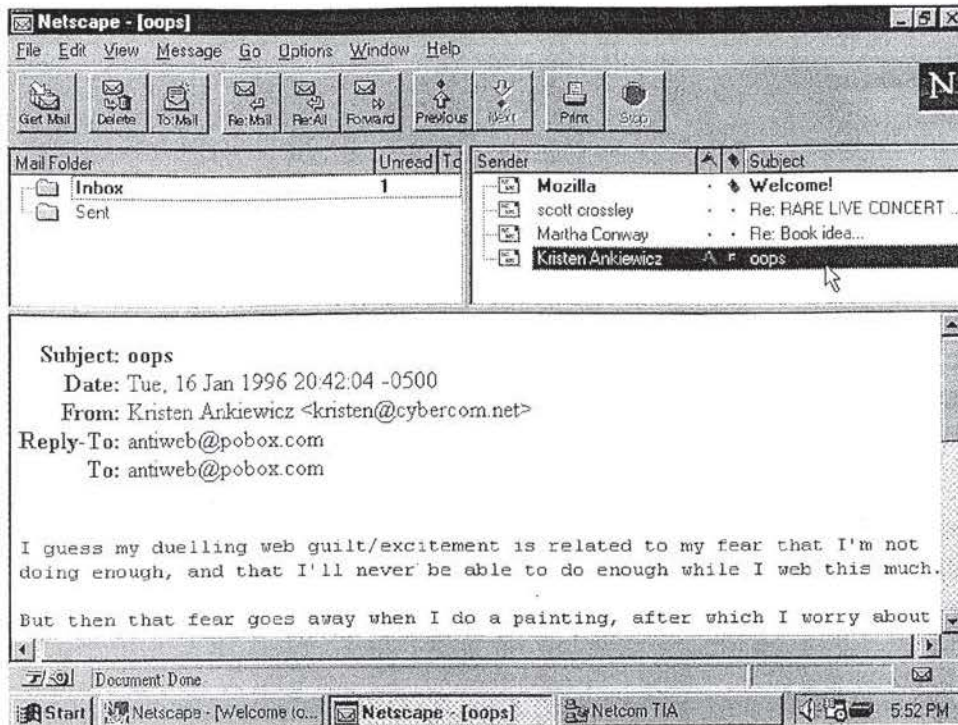 Netscape - [oops]
File Edit View Message Go Options Window Help
Get Mail Delete To:Mail Re:Mail Re:All Forward Previous Next Print Stop
N
Mail Folder Unread To
Inbox 1
Sent
Sender Subject
Mozilla Welcome!
scott crossley Re: RARE LIVE CONCERT ...
Martha Conway Re: Book idea...
Kristen Ankiewicz oops
Subject: oops
Date: Tue, 16 Jan 1996 20:42:04 -0500
From: Kristen Ankiewicz <kristen@cybercom.net>
Reply-To: antiweb@pobox.com
To: antiweb@pobox.com
I guess my duelling web guilt/excitement is related to my fear that I'm not
doing enough, and that I'll never be able to do enough while I web this much.
But then that fear goes away when I do a painting, after which I worry about
Document: Done
Start Netscape - [Welcome to... Netscape - [oops] Netcom TIA 5:52 PM